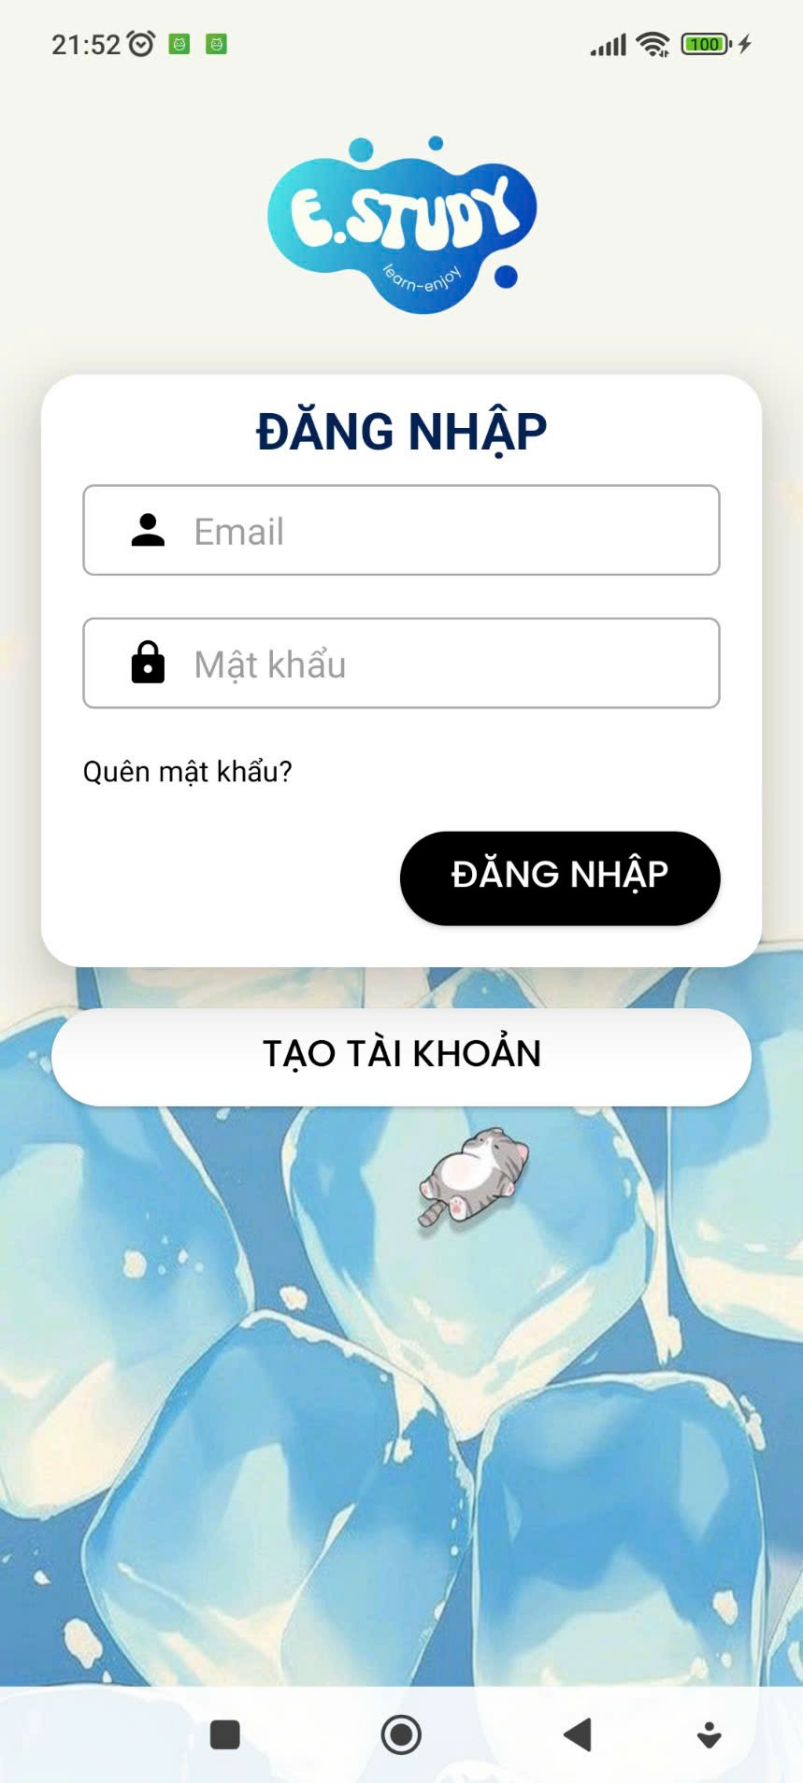 21:52
100
E.STUDY
learn-enjoy
ĐĂNG NHẬP
Email
Mật khẩu
Quên mật khẩu?
ĐĂNG NHẬP
TẠO TÀI KHOẢN